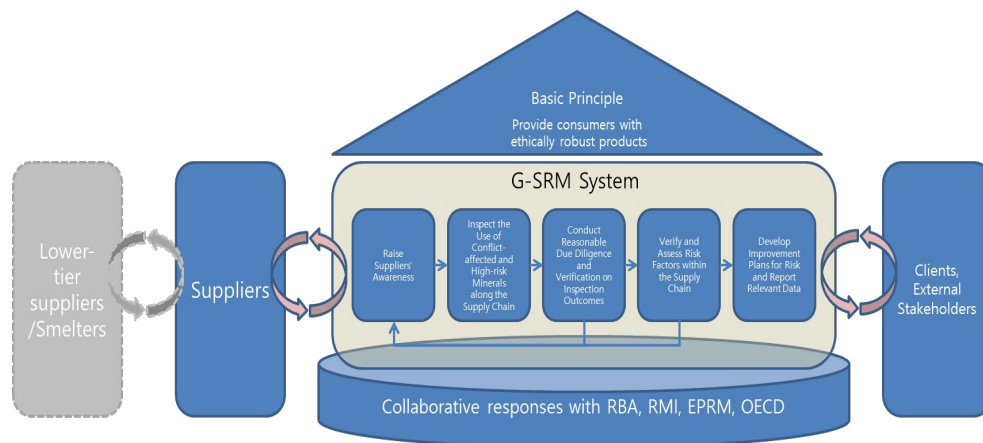 Basic Principle
Provide consumers with
ethically robust products
G-SRM System
Lower-
tier
suppliers
/Smelters
Suppliers
Raise
Suppliers'
Awareness
Inspect the
Use of
Conflict-
affected and
High-risk
Minerals along
the Supply Chain
Conduct
Reasonable
Due Diligence
and
Verification on
Inspection
Outcomes
Verify and
Assess Risk
Factors within
the Supply
Chain
Develop
Improvement
Plans for Risk
and Report
Relevant Data
Clients,
External
Stakeholders
Collaborative responses with RBA, RMI, EPRM, OECD